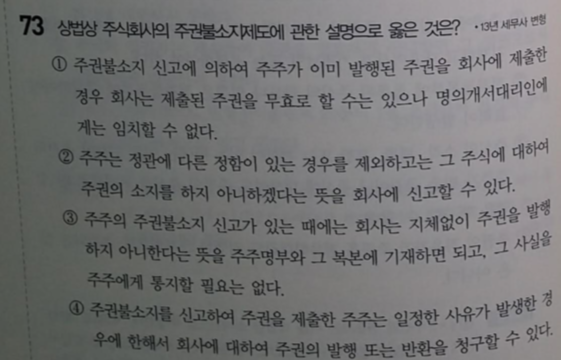 73 상법상 주식회사의 주권불소지제도에 관한 설명으로 옳은 것은? • 13년 세무사 변형
① 주권불소지 신고에 의하여 주주가 이미 발행된 주권을 회사에 제출한
경우 회사는 제출된 주권을 무효로 할 수는 있으나 명의개서대리인에
게는 임치할 수 없다.
② 주주는 정관에 다른 정함이 있는 경우를 제외하고는 그 주식에 대하여
주권의 소지를 하지 아니하겠다는 뜻을 회사에 신고할 수 있다.
③ 주주의 주권불소지 신고가 있는 때에는 회사는 지체없이 주권을 발행
하지 아니한다는 뜻을 주주명부와 그 복본에 기재하면 되고, 그 사실을
주주에게 통지할 필요는 없다.
④ 주권불소지를 신고하여 주권을 제출한 주주는 일정한 사유가 발생한 경
우에 한해서 회사에 대하여 주권의 발행 또는 반환을 청구할 수 있다.